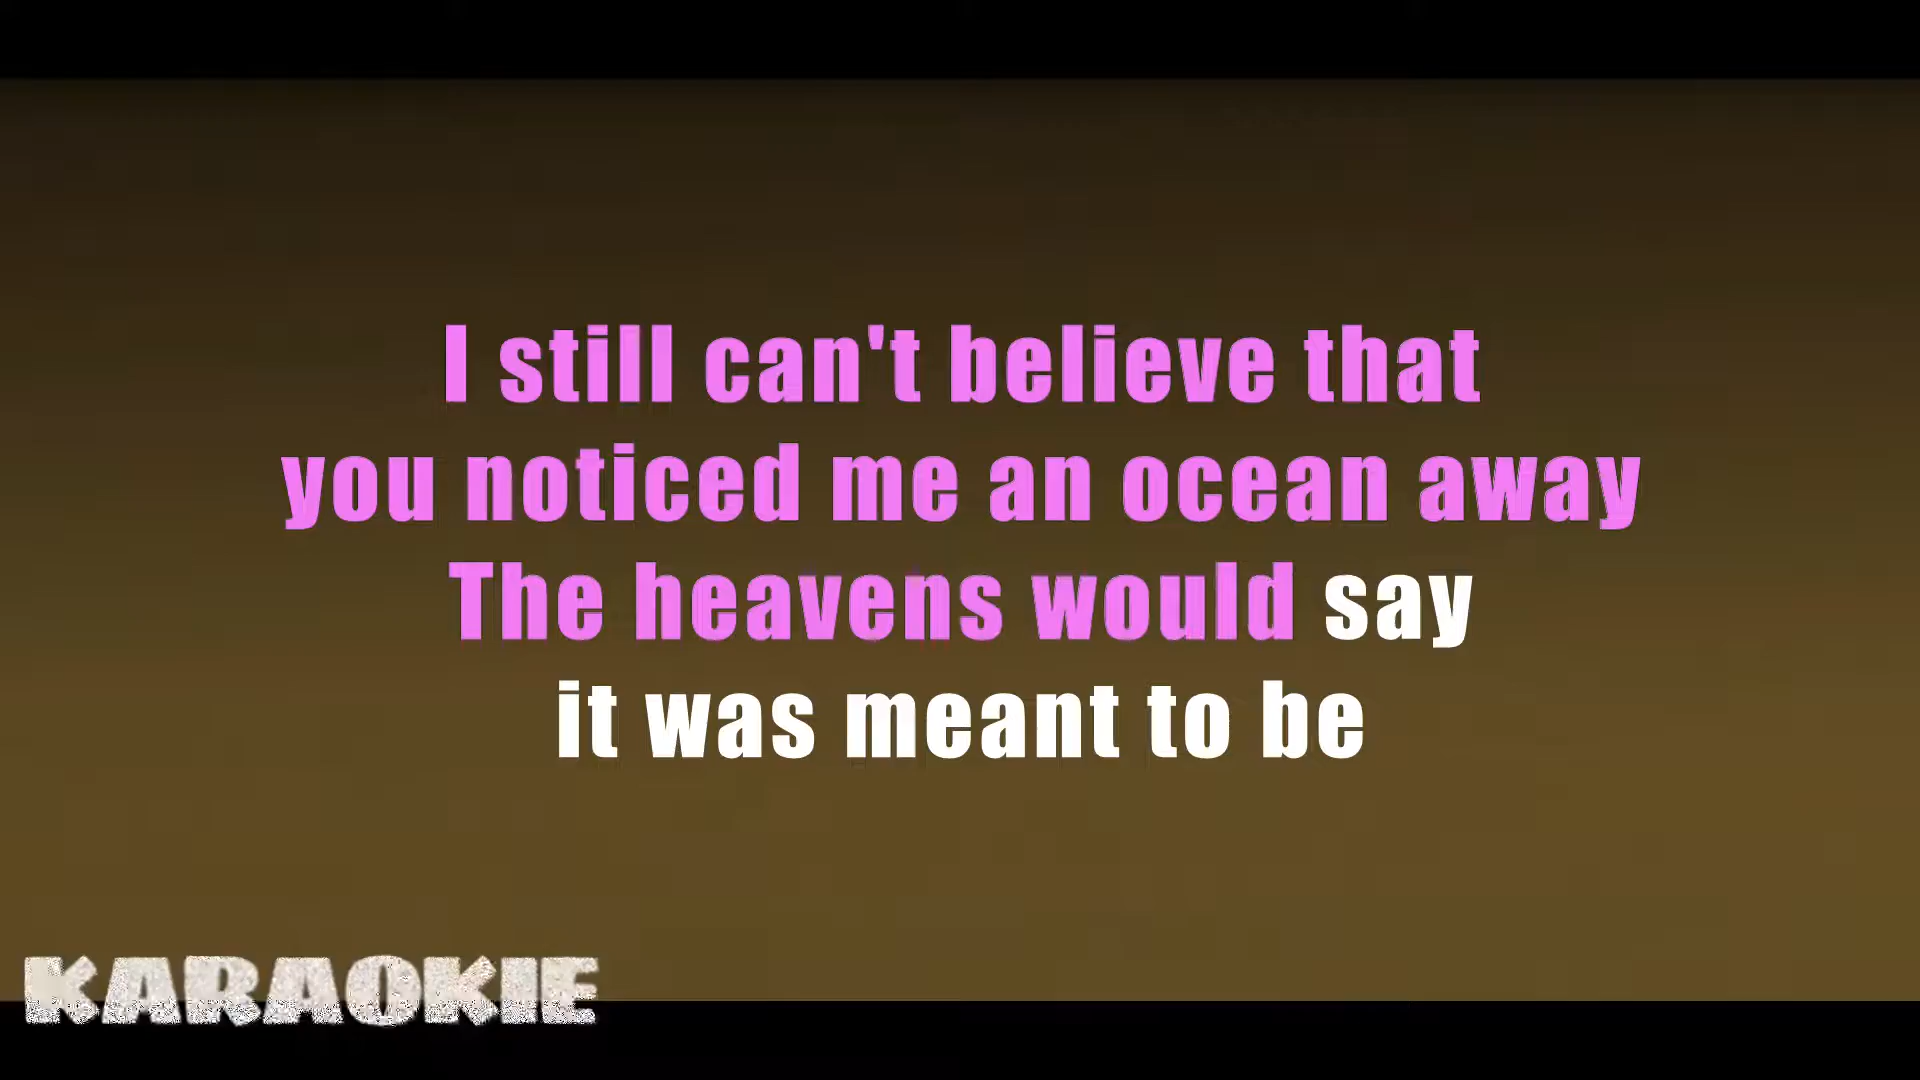 I still can't believe that
you noticed me an ocean away
The heavens would say
it was meant to be
KARAOKIE